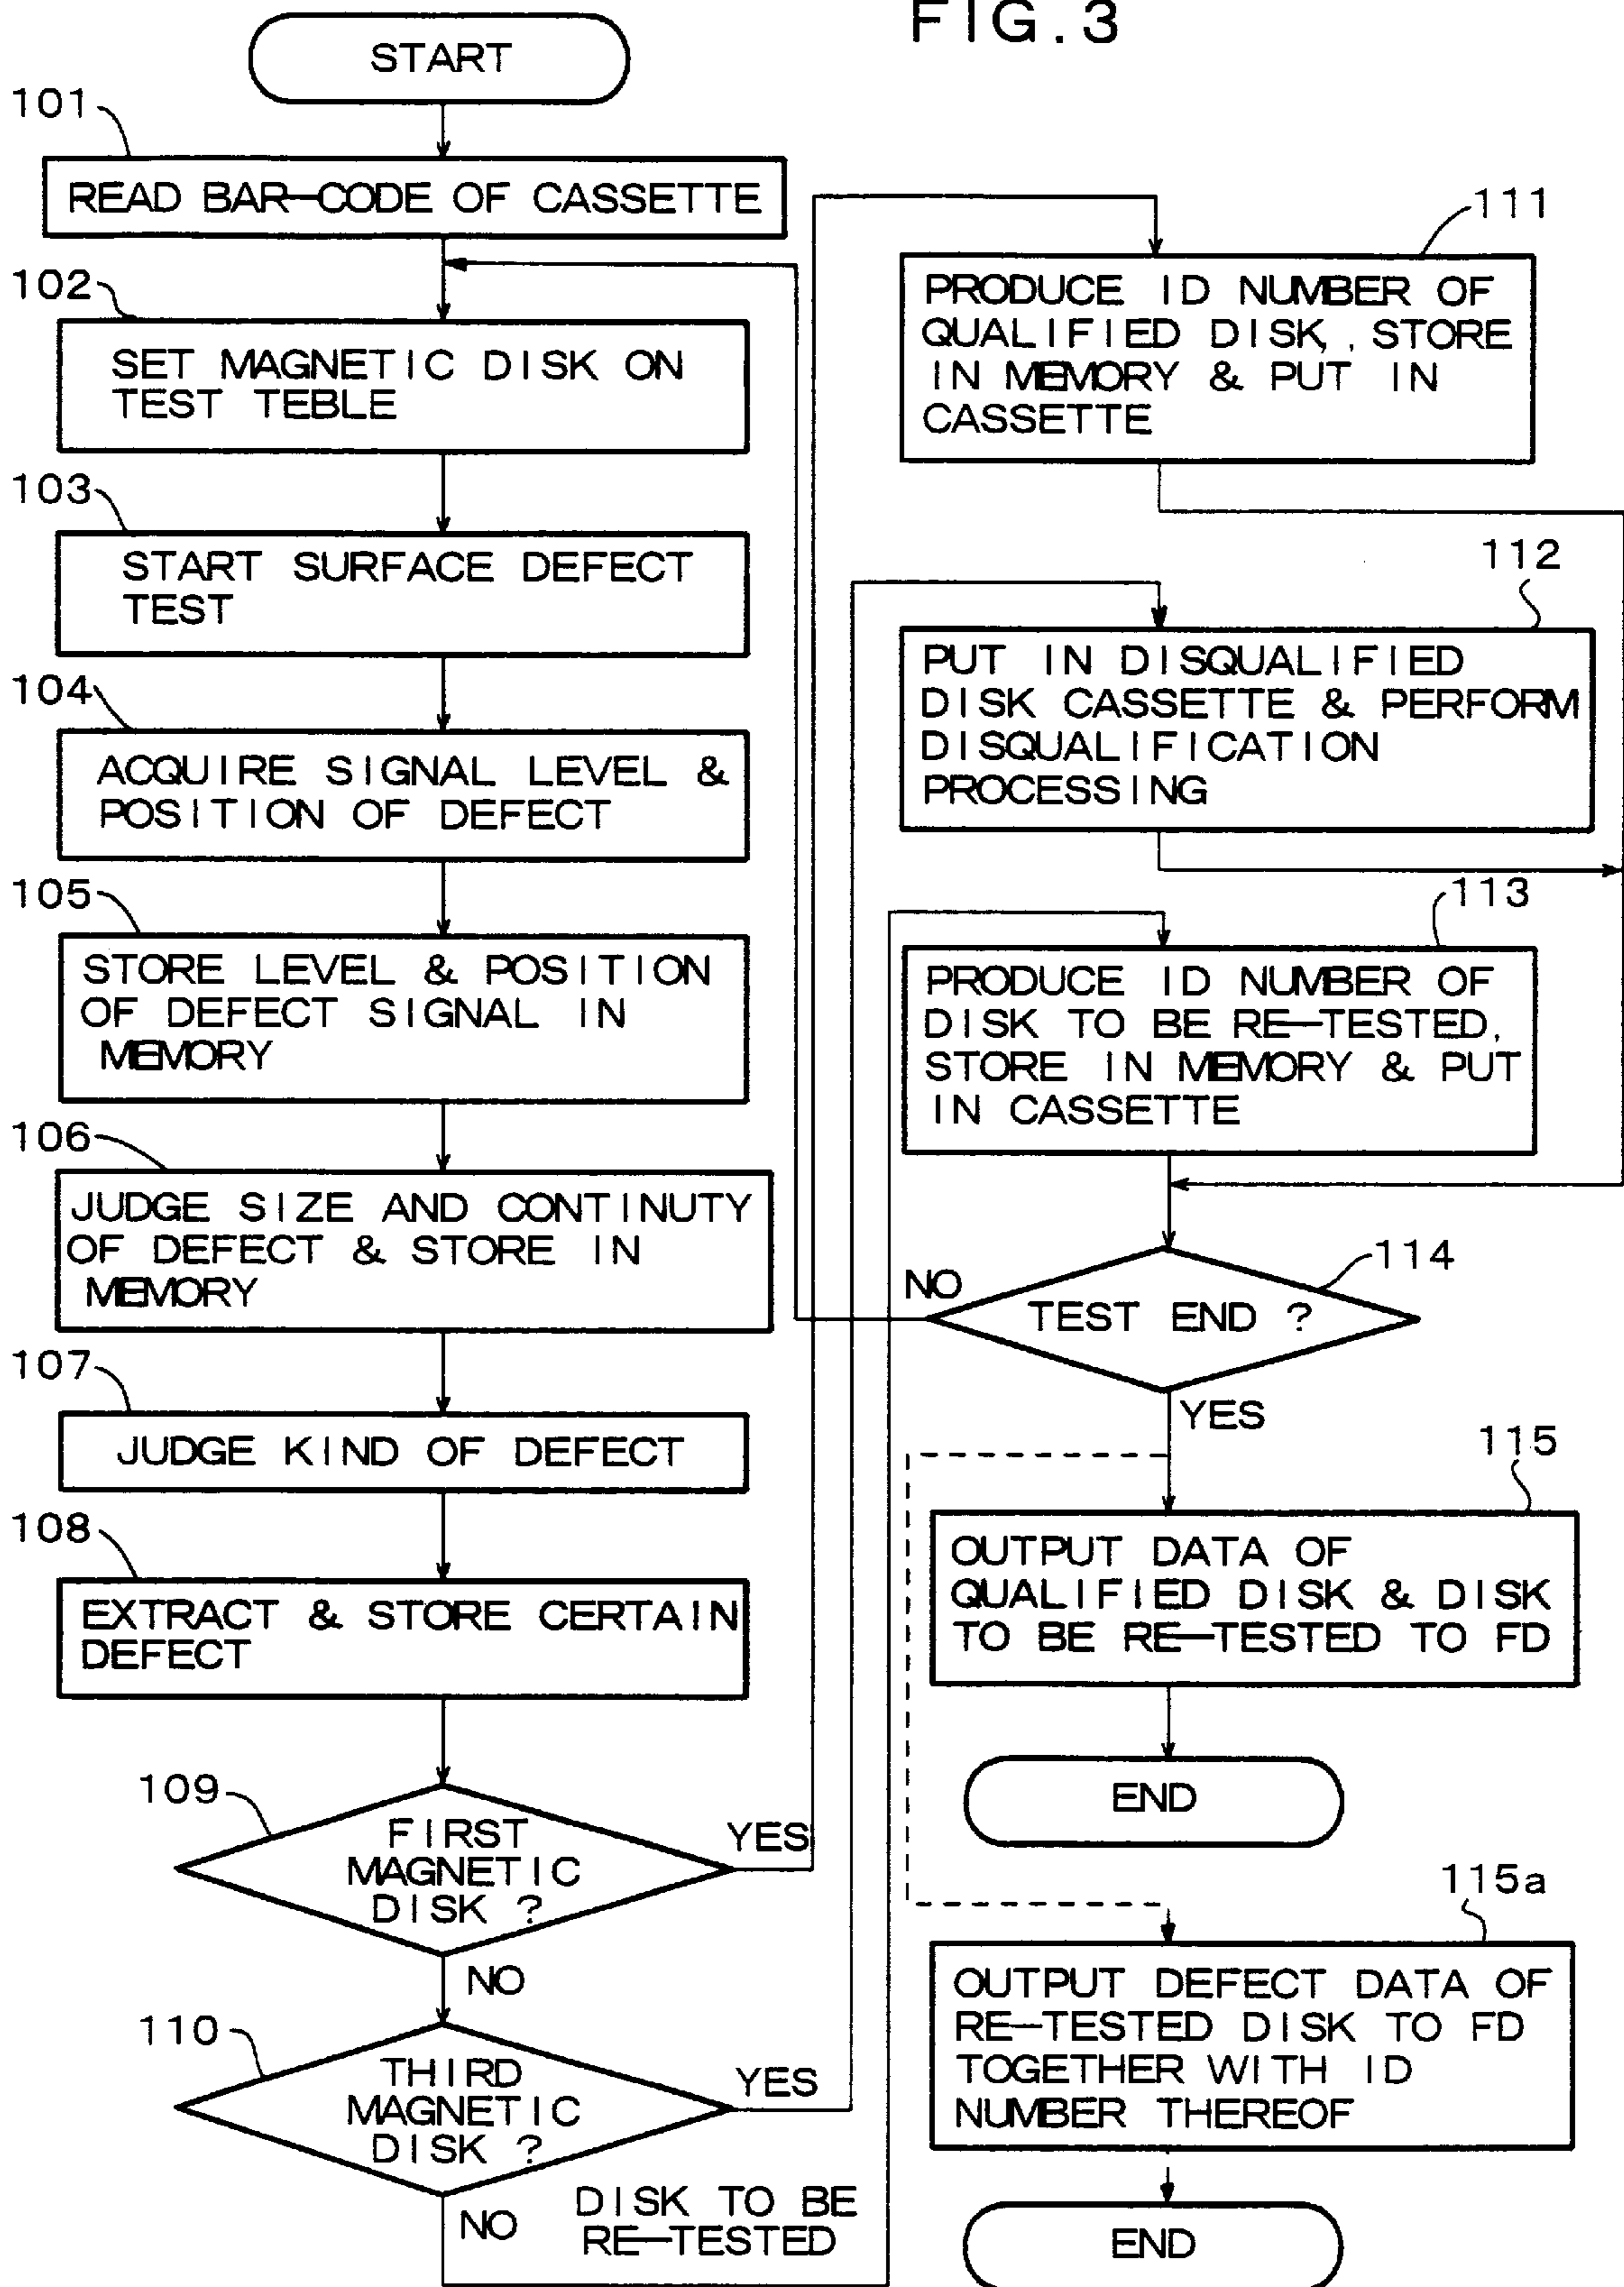 FIG.3
START
101
READ BAR-CODE OF CASSETTE
102
SET MAGNETIC DISK ON
TEST TEBLE
103
START SURFACE DEFECT
TEST
104
ACQUIRE SIGNAL LEVEL &
POSITION OF DEFECT
105
STORE LEVEL & POSITION
OF DEFECT SIGNAL IN
MEMORY
106
JUDGE SIZE AND CONTINUTY
OF DEFECT & STORE IN
MEMORY
107
JUDGE KIND OF DEFECT
108
EXTRACT & STORE CERTAIN
DEFECT
109
FIRST
MAGNETIC
DISK ?
YES
NO
110
THIRD
MAGNETIC
DISK ?
YES
NO
DISK TO BE
RE-TESTED
111
PRODUCE ID NUMBER OF
QUALIFIED DISK, . STORE
IN MEMORY & PUT IN
CASSETTE
112
PUT IN DISQUALIFIED
DISK CASSETTE & PERFORM
DISQUALIFICATION
PROCESSING
113
PRODUCE ID NUMBER OF
DISK TO BE RE-TESTED,
STORE IN MEMORY & PUT
IN CASSETTE
114
NO
TEST END ?
YES
115
OUTPUT DATA OF
QUALIFIED DISK & DISK
TO BE RE-TESTED TO FD
END
115a
OUTPUT DEFECT DATA OF
RE-TESTED DISK TO FD
TOGETHER WITH ID
NUMBER THEREOF
END